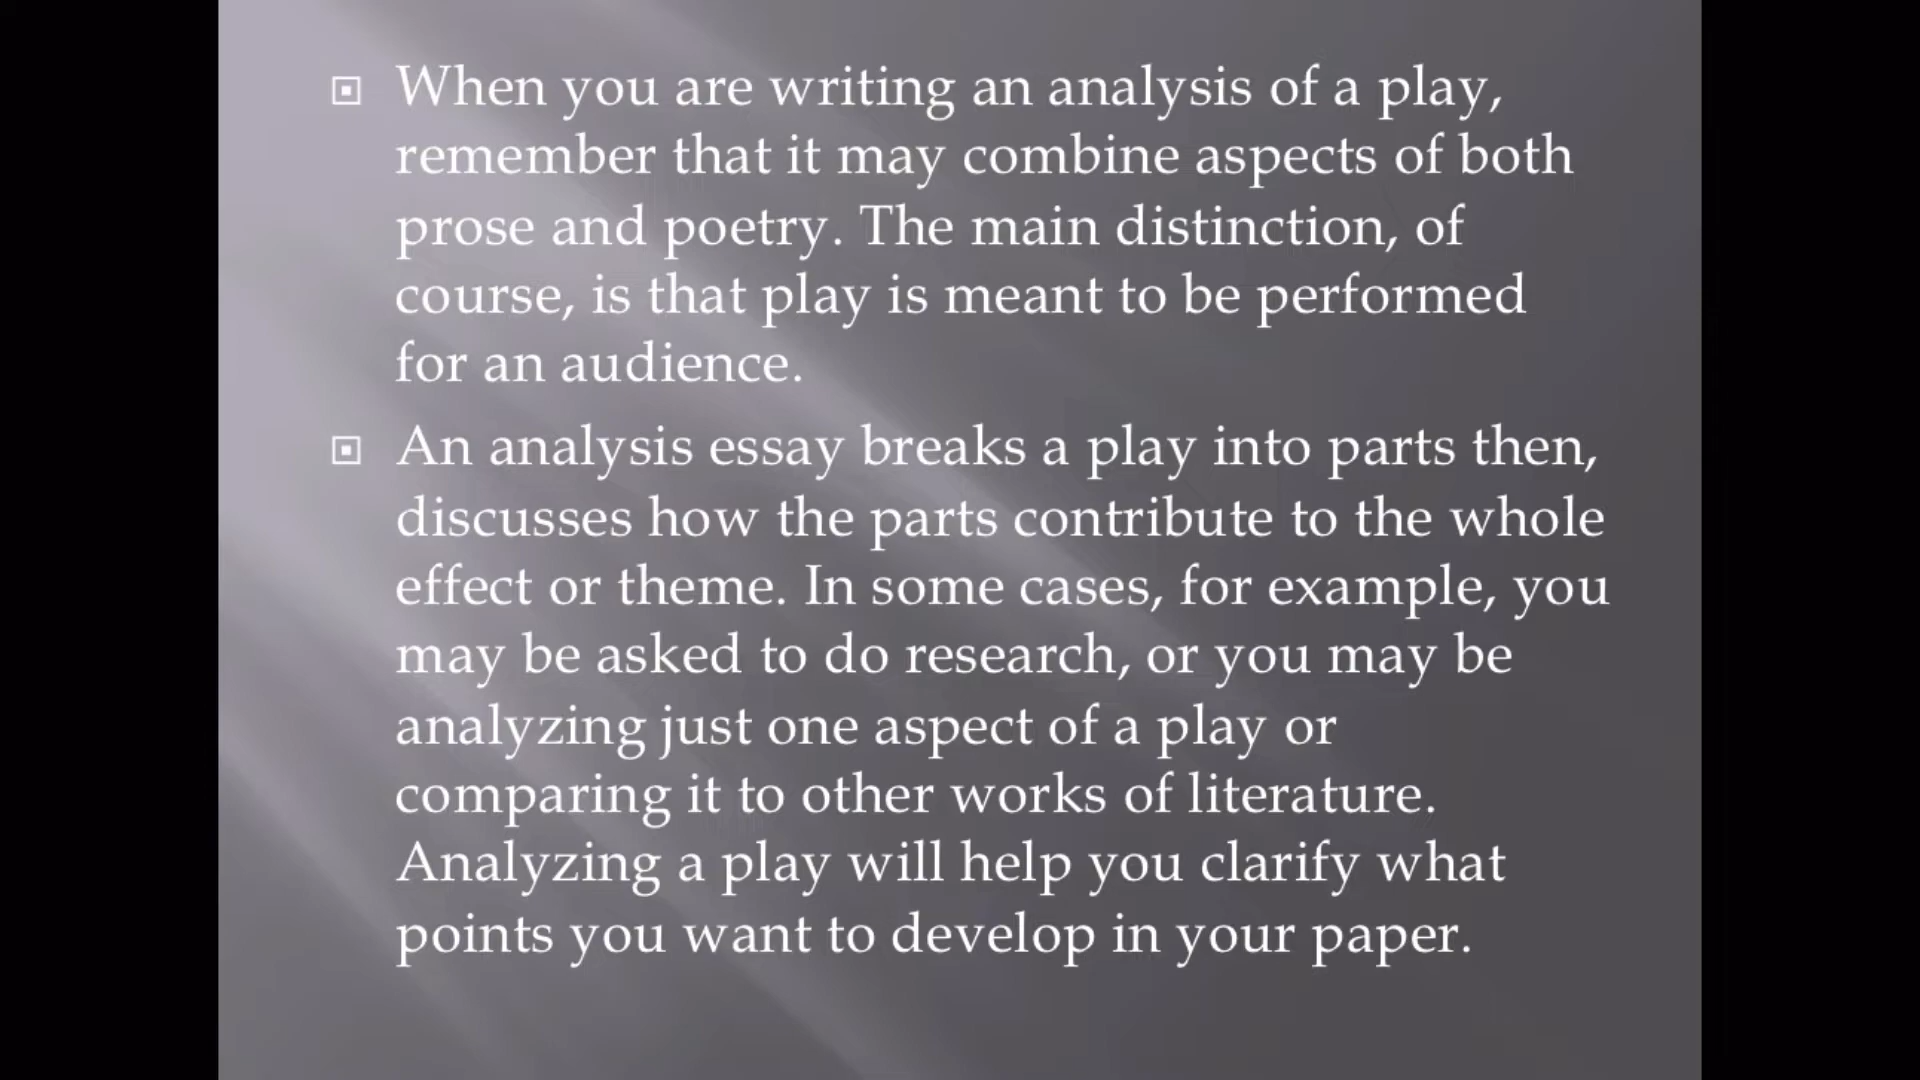 When you are writing an analysis of a play,
remember that it may combine aspects of both
prose and poetry. The main distinction, of
course, is that play is meant to be performed
for an audience.
An analysis essay breaks a play into parts then,
discusses how the parts contribute to the whole
effect or theme. In some cases, for example, you
may be asked to do research, or you may be
analyzing just one aspect of a play or
comparing it to other works of literature.
Analyzing a play will help you clarify what
points you want to develop in your paper.